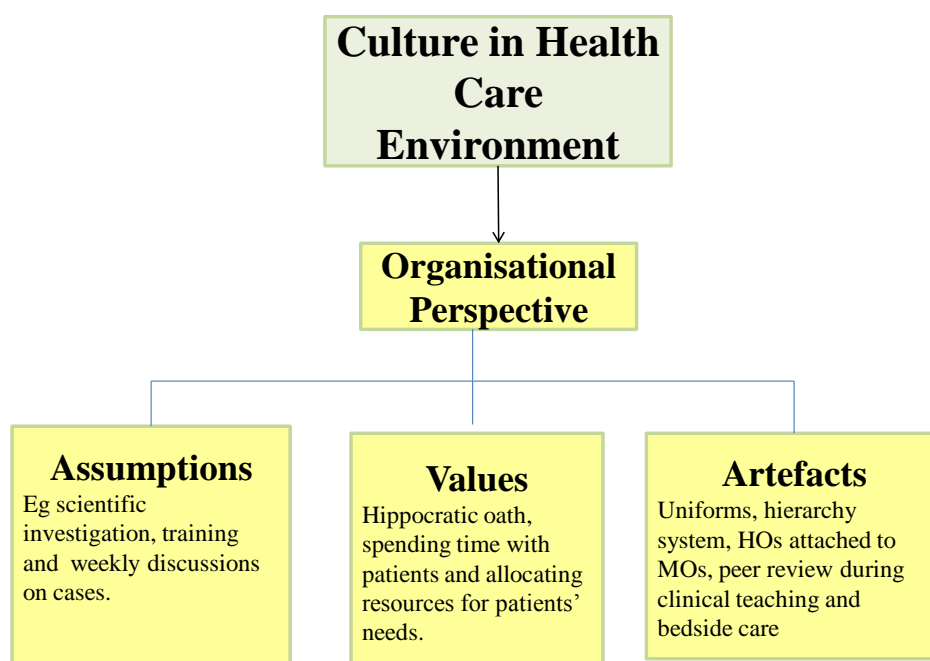 Culture in Health
Care
Environment
Organisational
Perspective
Assumptions
Eg scientific
investigation, training
and weekly discussions
on cases.
Values
Hippocratic oath,
spending time with
patients and allocating
resources for patients’
needs.
Artefacts
Uniforms, hierarchy
system, HOs attached to
MOs, peer review during
clinical teaching and
bedside care